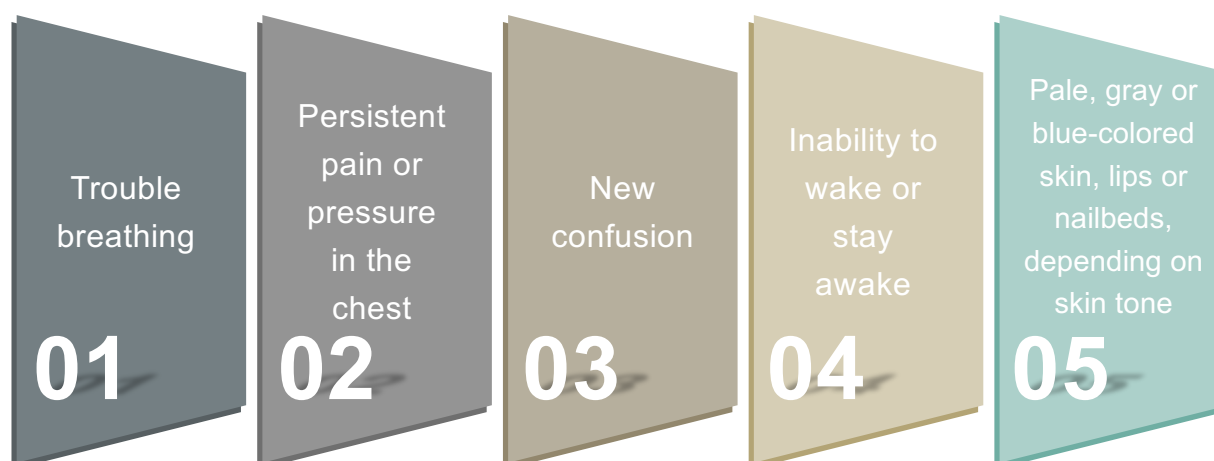 Trouble
breathing
01
Persistent
pain or
pressure
in the
chest
02
New
confusion
03
Inability to
wake or
stay
awake
04
Pale, gray or
blue-colored
skin, lips or
nailbeds,
depending on
skin tone
05